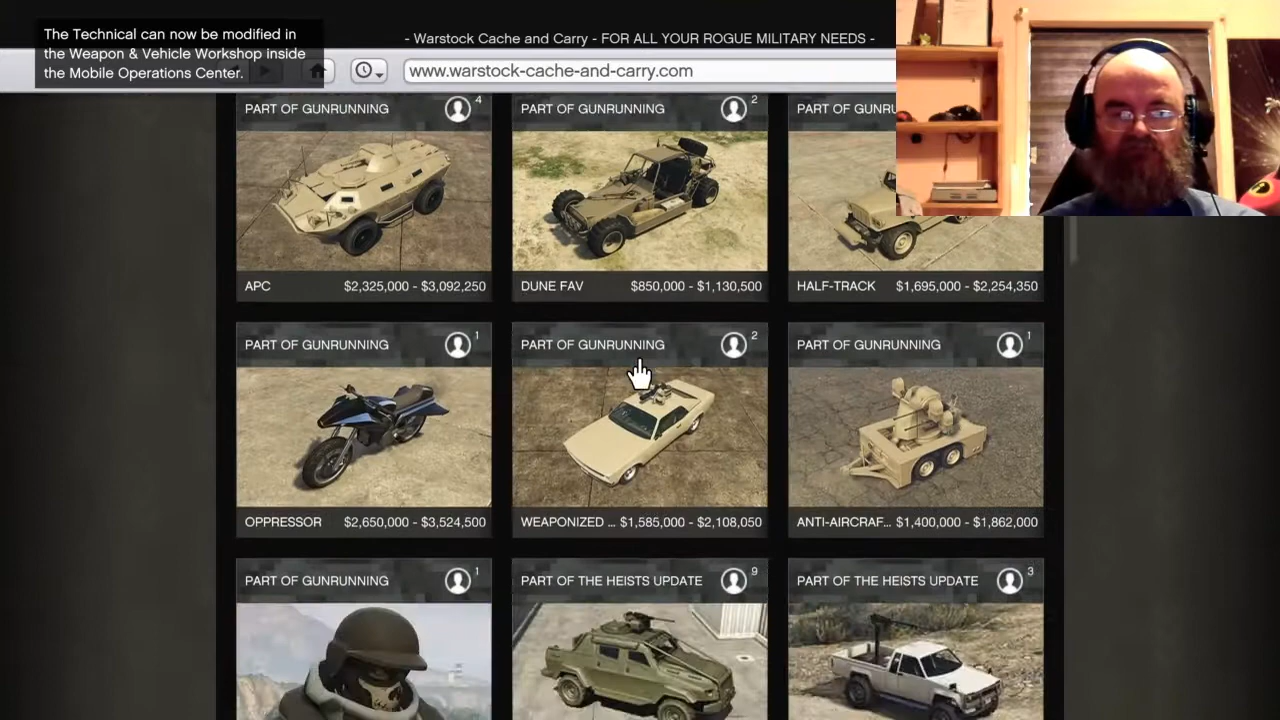 The Technical can now be modified in
the Weapon & Vehicle Workshop inside
the Mobile Operations Center.
- Warstock Cache and Carry - FOR ALL YOUR ROGUE MILITARY NEEDS -
www.warstock-cache-and-carry.com
PART OF GUNRUNNING 4
PART OF GUNRUNNING 2
PART OF GUNRU
APC $2,325,000 - $3,092,250
DUNE FAV $850,000 - $1,130,500
HALF-TRACK $1,695,000 - $2,254,350
PART OF GUNRUNNING 1
PART OF GUNRUNNING 2
PART OF GUNRUNNING 1
OPPRESSOR $2,650,000 - $3,524,500
WEAPONIZED ... $1,585,000 - $2,108,050
ANTI-AIRCRAF... $1,400,000 - $1,862,000
PART OF GUNRUNNING 1
PART OF THE HEISTS UPDATE 9
PART OF THE HEISTS UPDATE 3